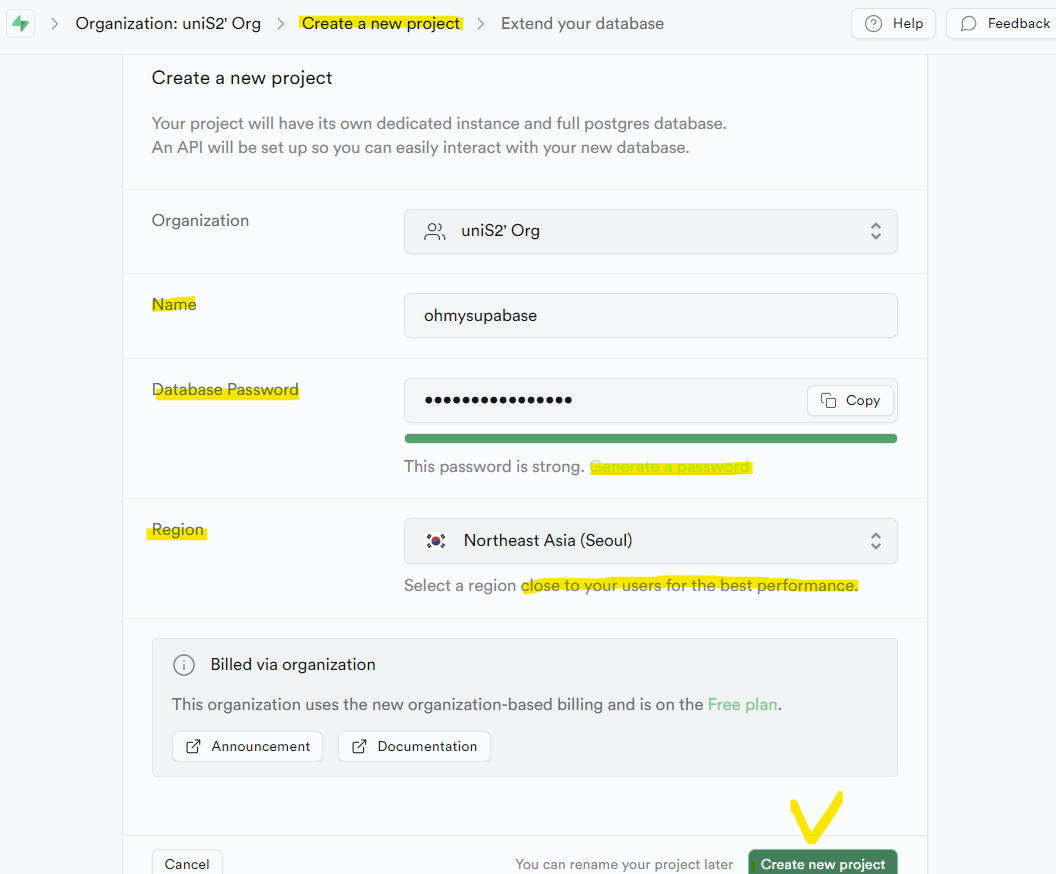 Organization: uniS2' Org > Create a new project > Extend your database
Help
Feedback
Create a new project
Your project will have its own dedicated instance and full postgres database.
An API will be set up so you can easily interact with your new database.
Organization
uniS2' Org
Name
ohmysupabase
Database Password
••••••••••••••••
Copy
This password is strong. Generate a password
Region
Northeast Asia (Seoul)
Select a region close to your users for the best performance.
Billed via organization
This organization uses the new organization-based billing and is on the Free plan.
Announcement
Documentation
Cancel
You can rename your project later
Create new project